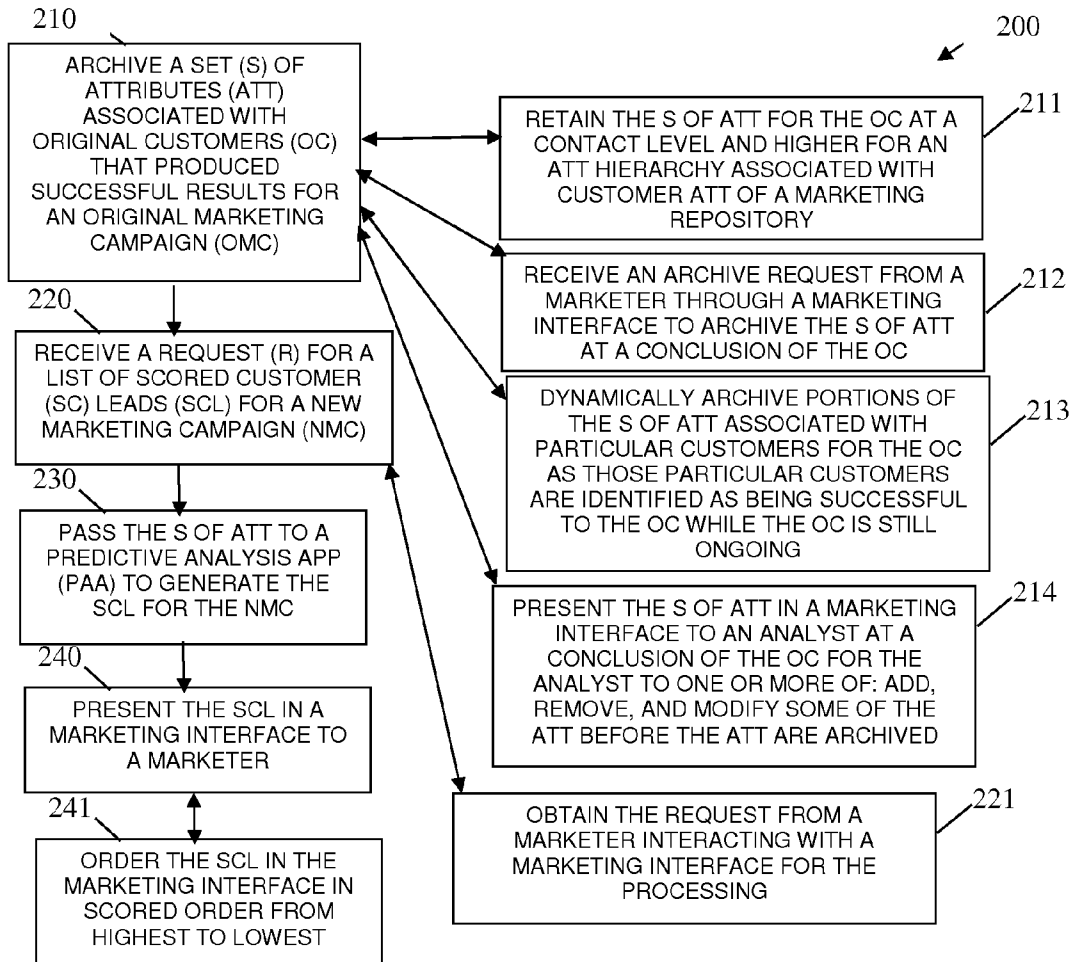 210
ARCHIVE A SET (S) OF
ATTRIBUTES (ATT)
ASSOCIATED WITH
ORIGINAL CUSTOMERS (OC)
THAT PRODUCED
SUCCESSFUL RESULTS FOR
AN ORIGINAL MARKETING
CAMPAIGN (OMC)
220
RECEIVE A REQUEST (R) FOR A
LIST OF SCORED CUSTOMER
(SC) LEADS (SCL) FOR A NEW
MARKETING CAMPAIGN (NMC)
230
PASS THE S OF ATT TO A
PREDICTIVE ANALYSIS APP
(PAA) TO GENERATE THE
SCL FOR THE NMC
240
PRESENT THE SCL IN A
MARKETING INTERFACE TO
A MARKETER
241
ORDER THE SCL IN THE
MARKETING INTERFACE IN
SCORED ORDER FROM
HIGHEST TO LOWEST
200
211
RETAIN THE S OF ATT FOR THE OC AT A
CONTACT LEVEL AND HIGHER FOR AN
ATT HIERARCHY ASSOCIATED WITH
CUSTOMER ATT OF A MARKETING
REPOSITORY
212
RECEIVE AN ARCHIVE REQUEST FROM A
MARKETER THROUGH A MARKETING
INTERFACE TO ARCHIVE THE S OF ATT
AT A CONCLUSION OF THE OC
213
DYNAMICALLY ARCHIVE PORTIONS OF
THE S OF ATT ASSOCIATED WITH
PARTICULAR CUSTOMERS FOR THE OC
AS THOSE PARTICULAR CUSTOMERS
ARE IDENTIFIED AS BEING SUCCESSFUL
TO THE OC WHILE THE OC IS STILL
ONGOING
214
PRESENT THE S OF ATT IN A MARKETING
INTERFACE TO AN ANALYST AT A
CONCLUSION OF THE OC FOR THE
ANALYST TO ONE OR MORE OF: ADD,
REMOVE, AND MODIFY SOME OF THE
ATT BEFORE THE ATT ARE ARCHIVED
221
OBTAIN THE REQUEST FROM A
MARKETER INTERACTING WITH A
MARKETING INTERFACE FOR THE
PROCESSING